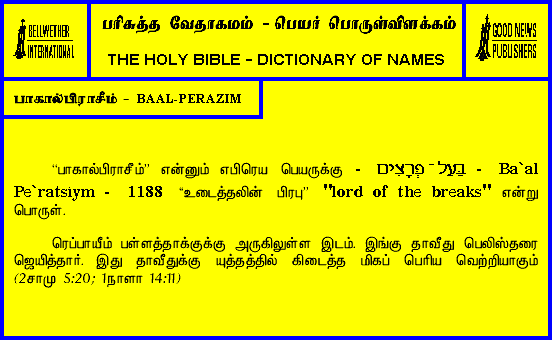 BELLWETHER
INTERNATIONAL
பரிசுத்த வேதாகமம் - பெயர் பொருள்விளக்கம்
THE HOLY BIBLE - DICTIONARY OF NAMES
GOOD NEWS
PUBLISHERS
பாகால்பிராசீம் - BAAL-PERAZIM
“பாகால்பிராசீம்” என்னும் எபிரெய பெயருக்கு - בַּעַל־פְּרָצִים - Ba`al
Pe`ratsiym - 1188 “உடைத்தலின் பிரபு” "lord of the breaks" என்று
பொருள்.
ரெப்பாயீம் பள்ளத்தாக்குக்கு அருகிலுள்ள இடம். இங்கு தாவீது பெலிஸ்தரை
ஜெயித்தார். இது தாவீதுக்கு யுத்தத்தில் கிடைத்த மிகப் பெரிய வெற்றியாகும்
(2சாமு 5:20; 1நாளா 14:11)